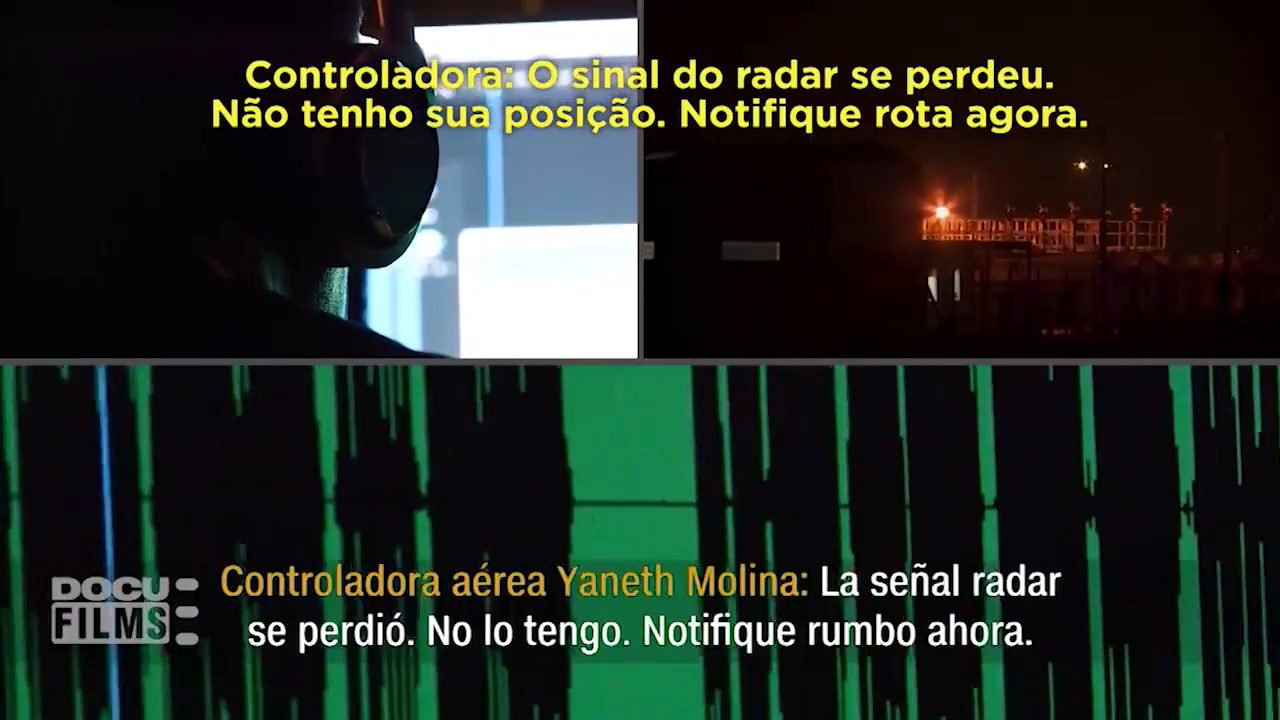 Controladora: O sinal do radar se perdeu.
Não tenho sua posição. Notifique rota agora.
Controladora aérea Yaneth Molina: La señal radar
se perdió. No lo tengo. Notifique rumbo ahora.
DOCU
FILMS